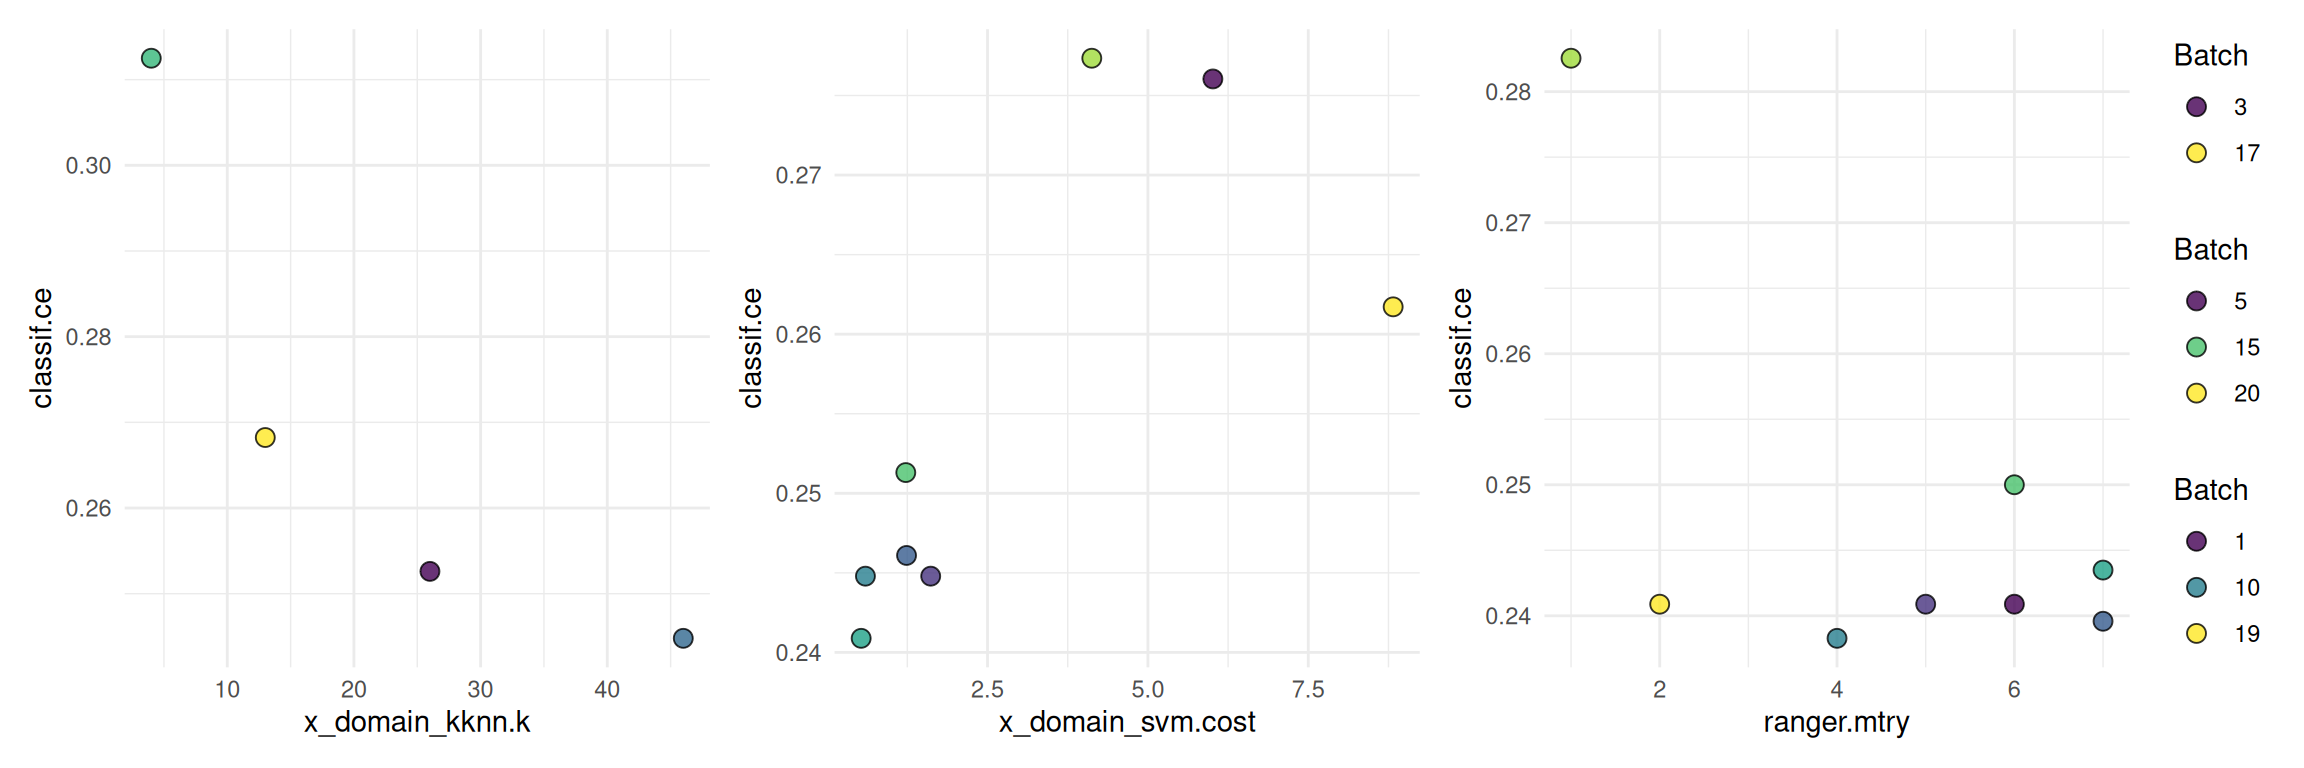 classif.ce
0.30
0.28
0.26
10 20 30 40
x_domain_kknn.k
classif.ce
0.27
0.26
0.25
0.24
2.5 5.0 7.5
x_domain_svm.cost
classif.ce
0.28
0.27
0.26
0.25
0.24
2 4 6
ranger.mtry
Batch
3
17
Batch
5
15
20
Batch
1
10
19